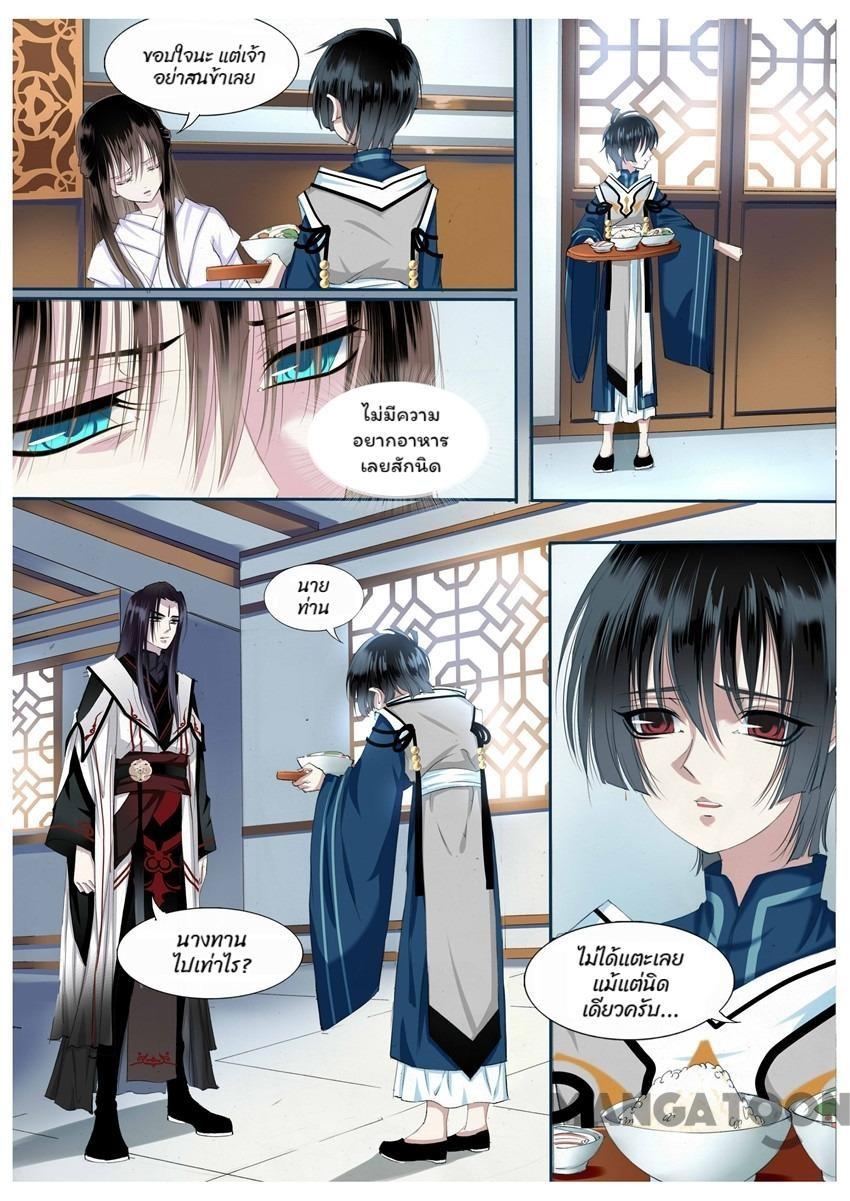 ขอบใจนะ แต่เจ้า
อย่าสนข้าเลย
ไม่มีความ
อยากอาหาร
เลยสักนิด
นาย
ท่าน
นางทาน
ไปเท่าไร?
ไม่ได้แตะเลย
แม้แต่นิด
เดียวครับ...
MANGATOON